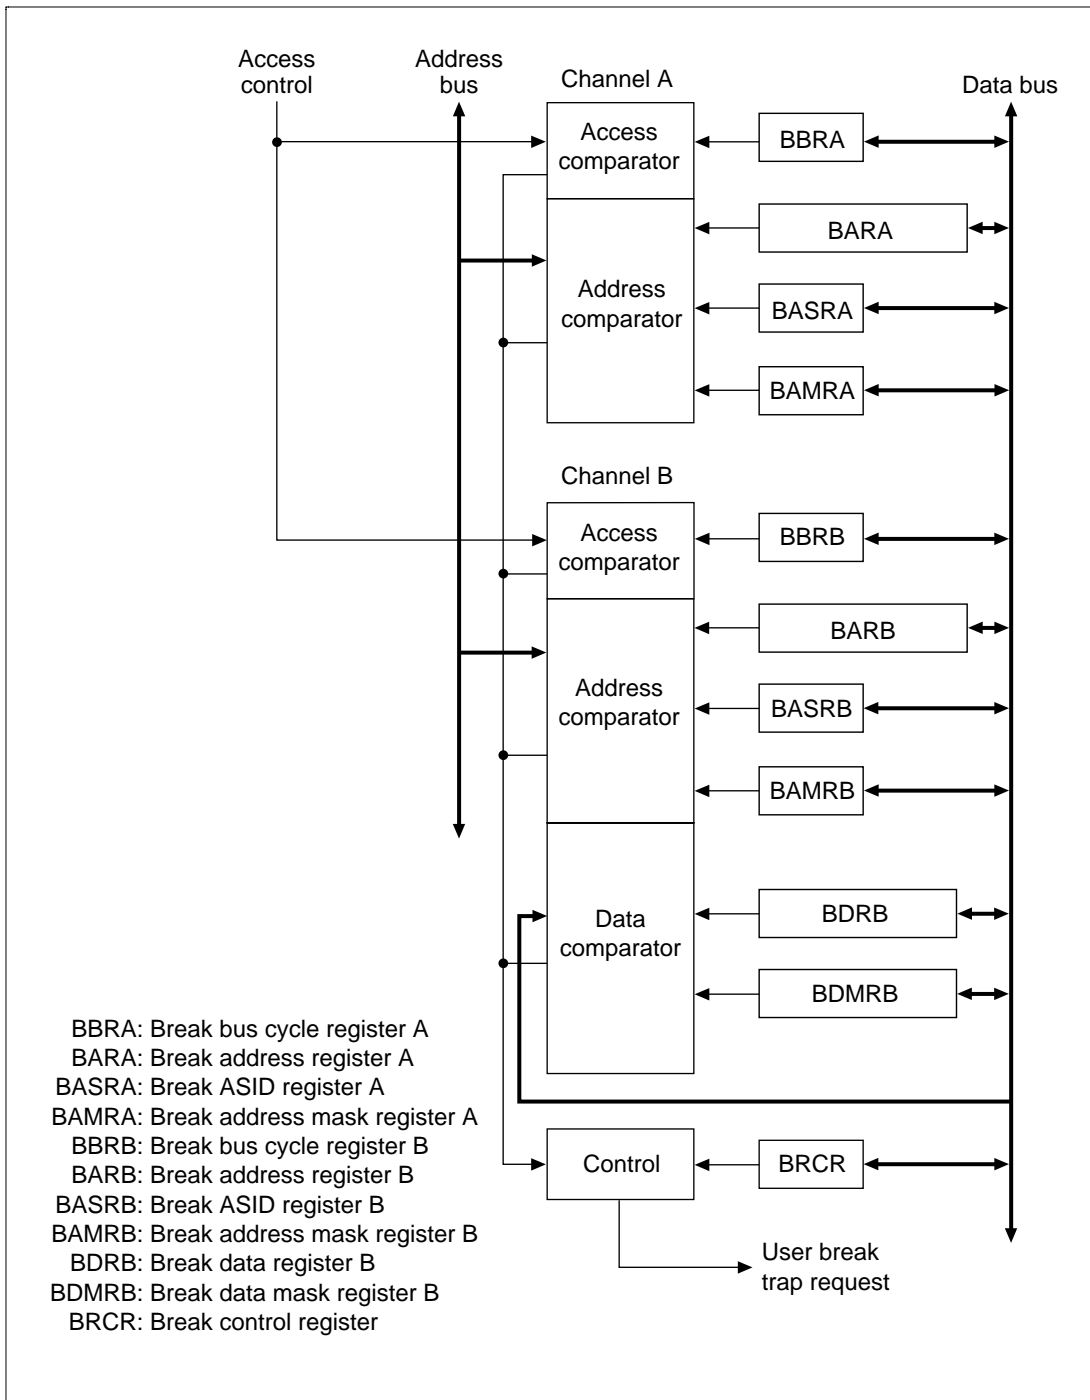 Access
control
Address
bus
Channel A
Data bus
Access
comparator
BBRA
BARA
Address
comparator
BASRA
BAMRA
Channel B
Access
comparator
BBRB
BARB
Address
comparator
BASRB
BAMRB
Data
comparator
BDRB
BDMRB
Control
BRCR
User break
trap request
BBRA: Break bus cycle register A
BARA: Break address register A
BASRA: Break ASID register A
BAMRA: Break address mask register A
BBRB: Break bus cycle register B
BARB: Break address register B
BASRB: Break ASID register B
BAMRB: Break address mask register B
BDRB: Break data register B
BDMRB: Break data mask register B
BRCR: Break control register